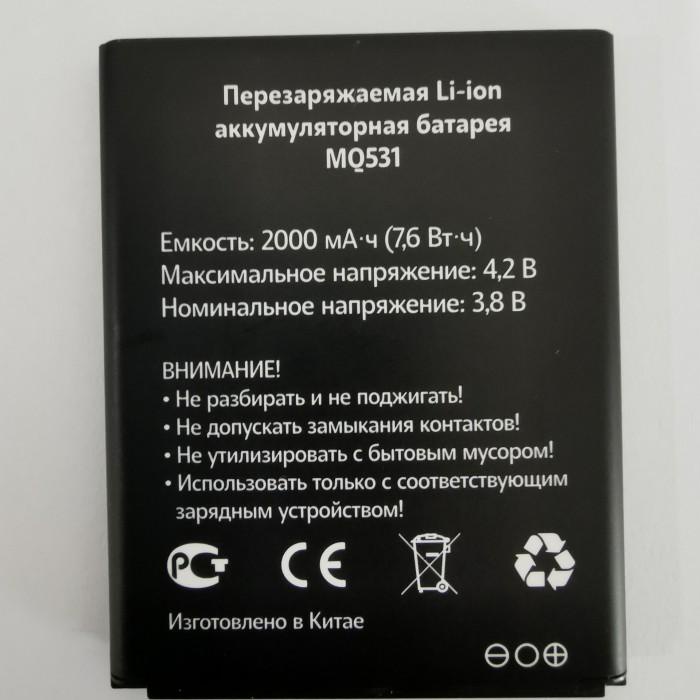 Перезаряжаемая Li-ion
аккумуляторная батарея
MQ531
Емкость: 2000 мА·ч (7,6 Вт·ч)
Максимальное напряжение: 4,2 В
Номинальное напряжение: 3,8 В
ВНИМАНИЕ!
• Не разбирать и не поджигать!
• Не допускать замыкания контактов!
• Не утилизировать с бытовым мусором!
• Использовать только с соответствующим
зарядным устройством!
РСТ CE
Изготовлено в Китае